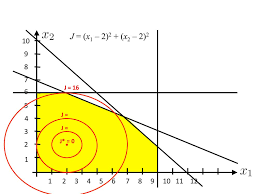 x₂ J = (x₁ − 2)² + (x₂ − 2)²
10
9
8
7
6
5
4
3
2
1
J = 16
J =
J =
J* = 0
1 2 3 4 5 6 7 8 9 10 11 12
x₁